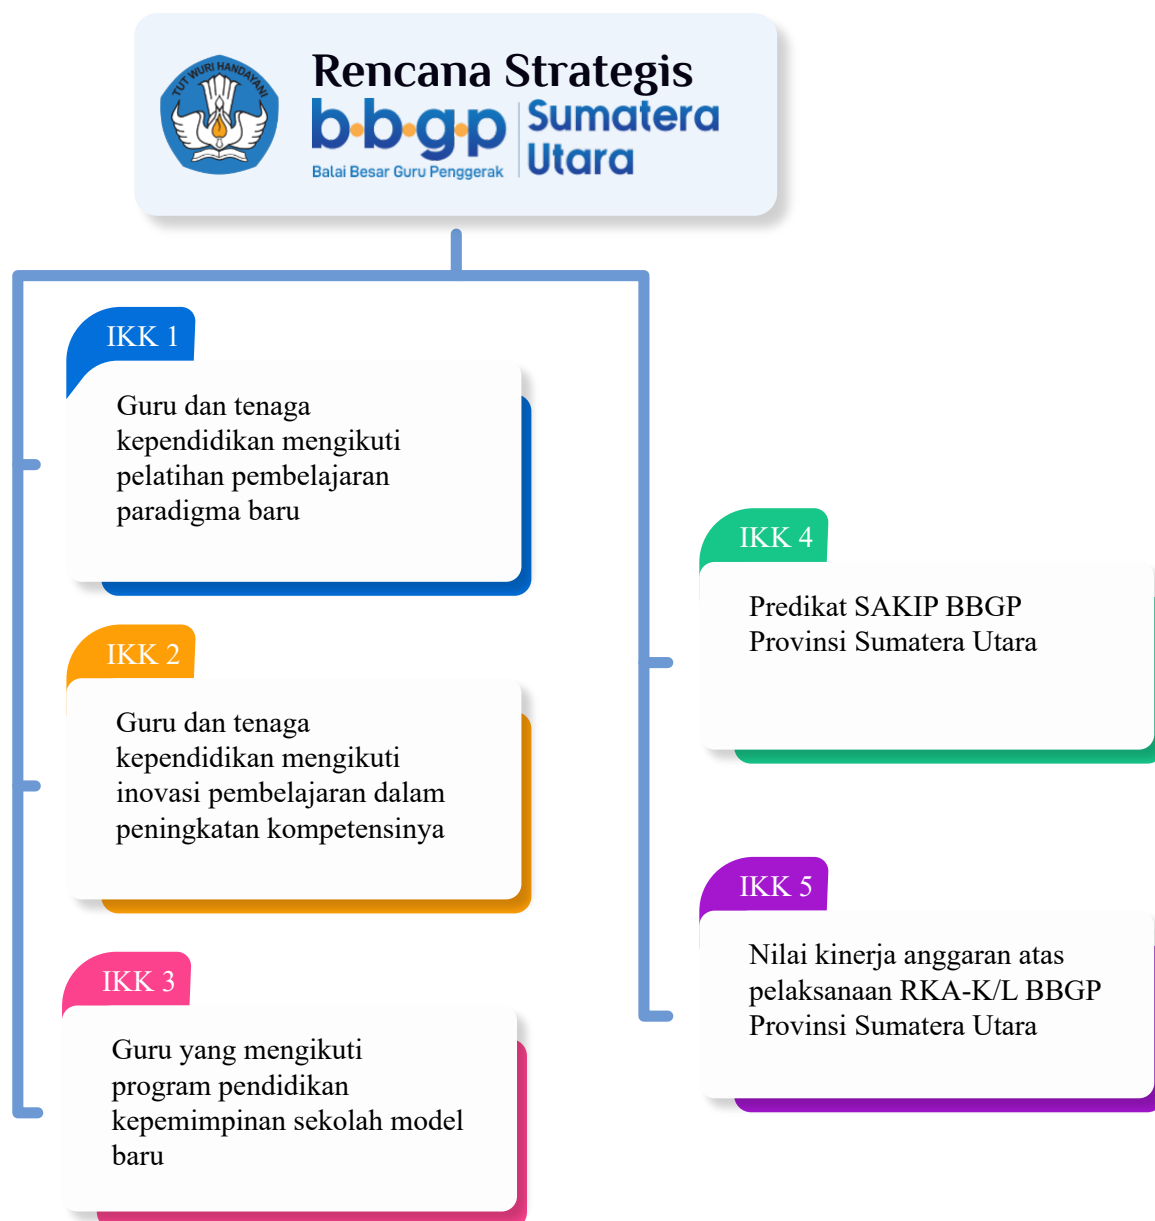 TUT WURI HANDAYANI
Rencana Strategis
bbgp
Balai Besar Guru Penggerak
Sumatera
Utara
IKK 1
Guru dan tenaga
kependidikan mengikuti
pelatihan pembelajaran
paradigma baru
IKK 2
Guru dan tenaga
kependidikan mengikuti
inovasi pembelajaran dalam
peningkatan kompetensinya
IKK 3
Guru yang mengikuti
program pendidikan
kepemimpinan sekolah model
baru
IKK 4
Predikat SAKIP BBGP
Provinsi Sumatera Utara
IKK 5
Nilai kinerja anggaran atas
pelaksanaan RKA-K/L BBGP
Provinsi Sumatera Utara